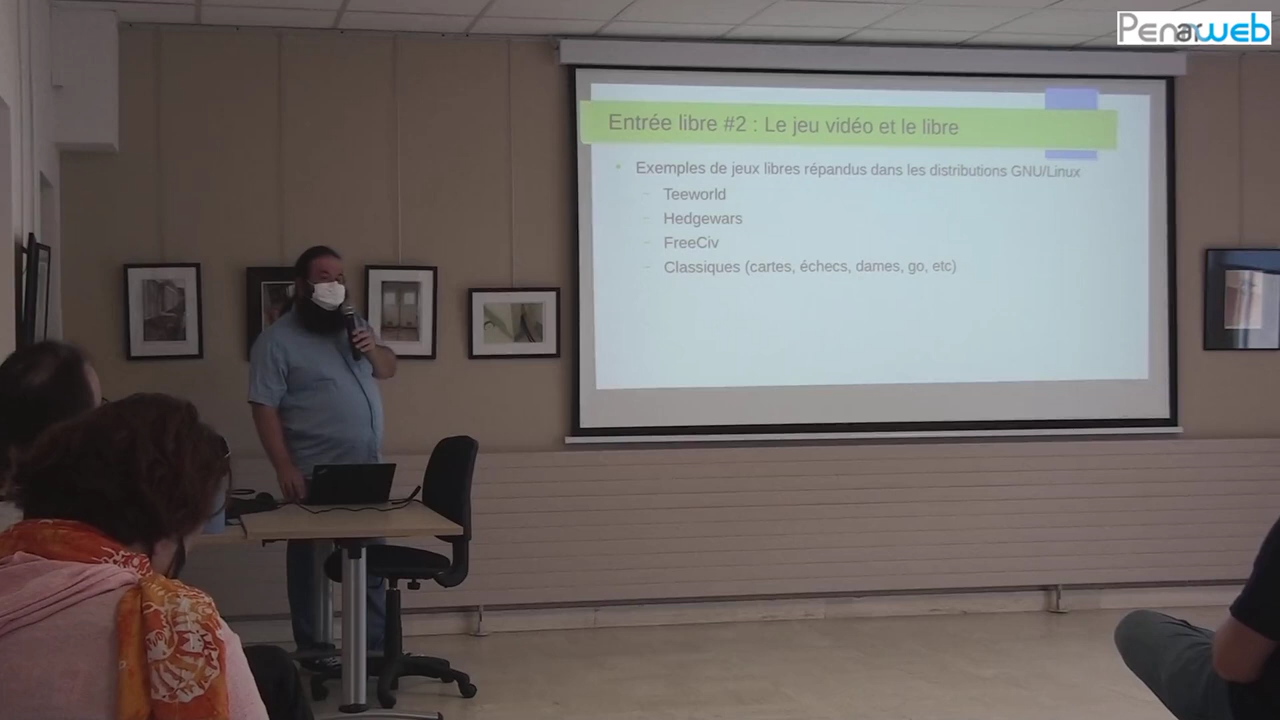 Penarweb
Entrée libre #2 : Le jeu vidéo et le libre
Exemples de jeux libres répandus dans les distributions GNU/Linux
Teeworld
Hedgewars
FreeCiv
Classiques (cartes, échecs, dames, go, etc)